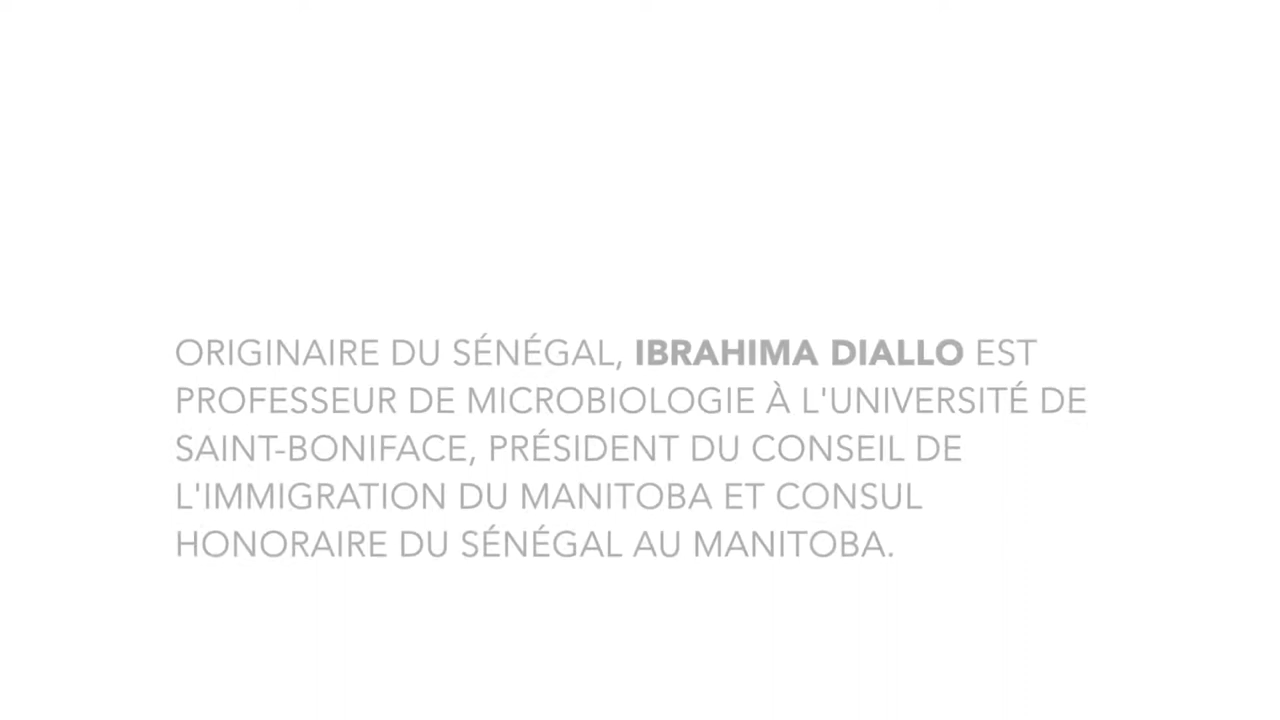 ORIGINAIRE DU SÉNÉGAL, IBRAHIMA DIALLO EST
PROFESSEUR DE MICROBIOLOGIE À L'UNIVERSITÉ DE
SAINT-BONIFACE, PRÉSIDENT DU CONSEIL DE
L'IMMIGRATION DU MANITOBA ET CONSUL
HONORAIRE DU SÉNÉGAL AU MANITOBA.